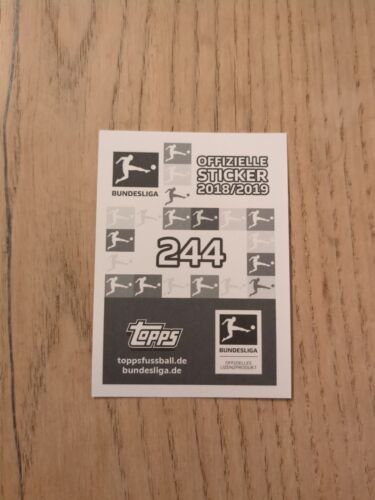 BUNDESLIGA
OFFIZIELLE
STICKER
2018/2019
244
topps
toppsfussball.de
bundesliga.de
BUNDESLIGA
OFFIZIELLES
LIZENZPRODUKT